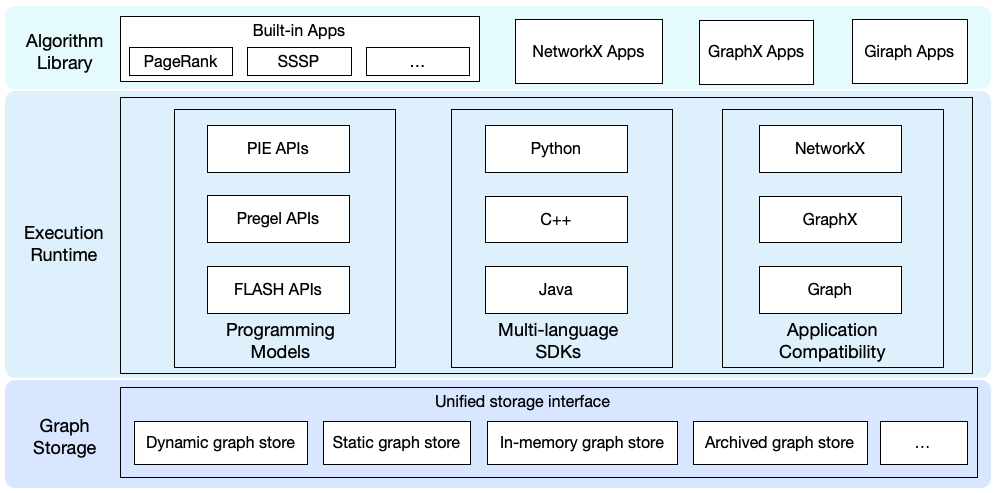 Algorithm
Library
Built-in Apps
PageRank
SSSP
...
NetworkX Apps
GraphX Apps
Giraph Apps
Execution
Runtime
PIE APIs
Pregel APIs
FLASH APIs
Programming
Models
Python
C++
Java
Multi-language
SDKs
NetworkX
GraphX
Graph
Application
Compatibility
Graph
Storage
Unified storage interface
Dynamic graph store
Static graph store
In-memory graph store
Archived graph store
...